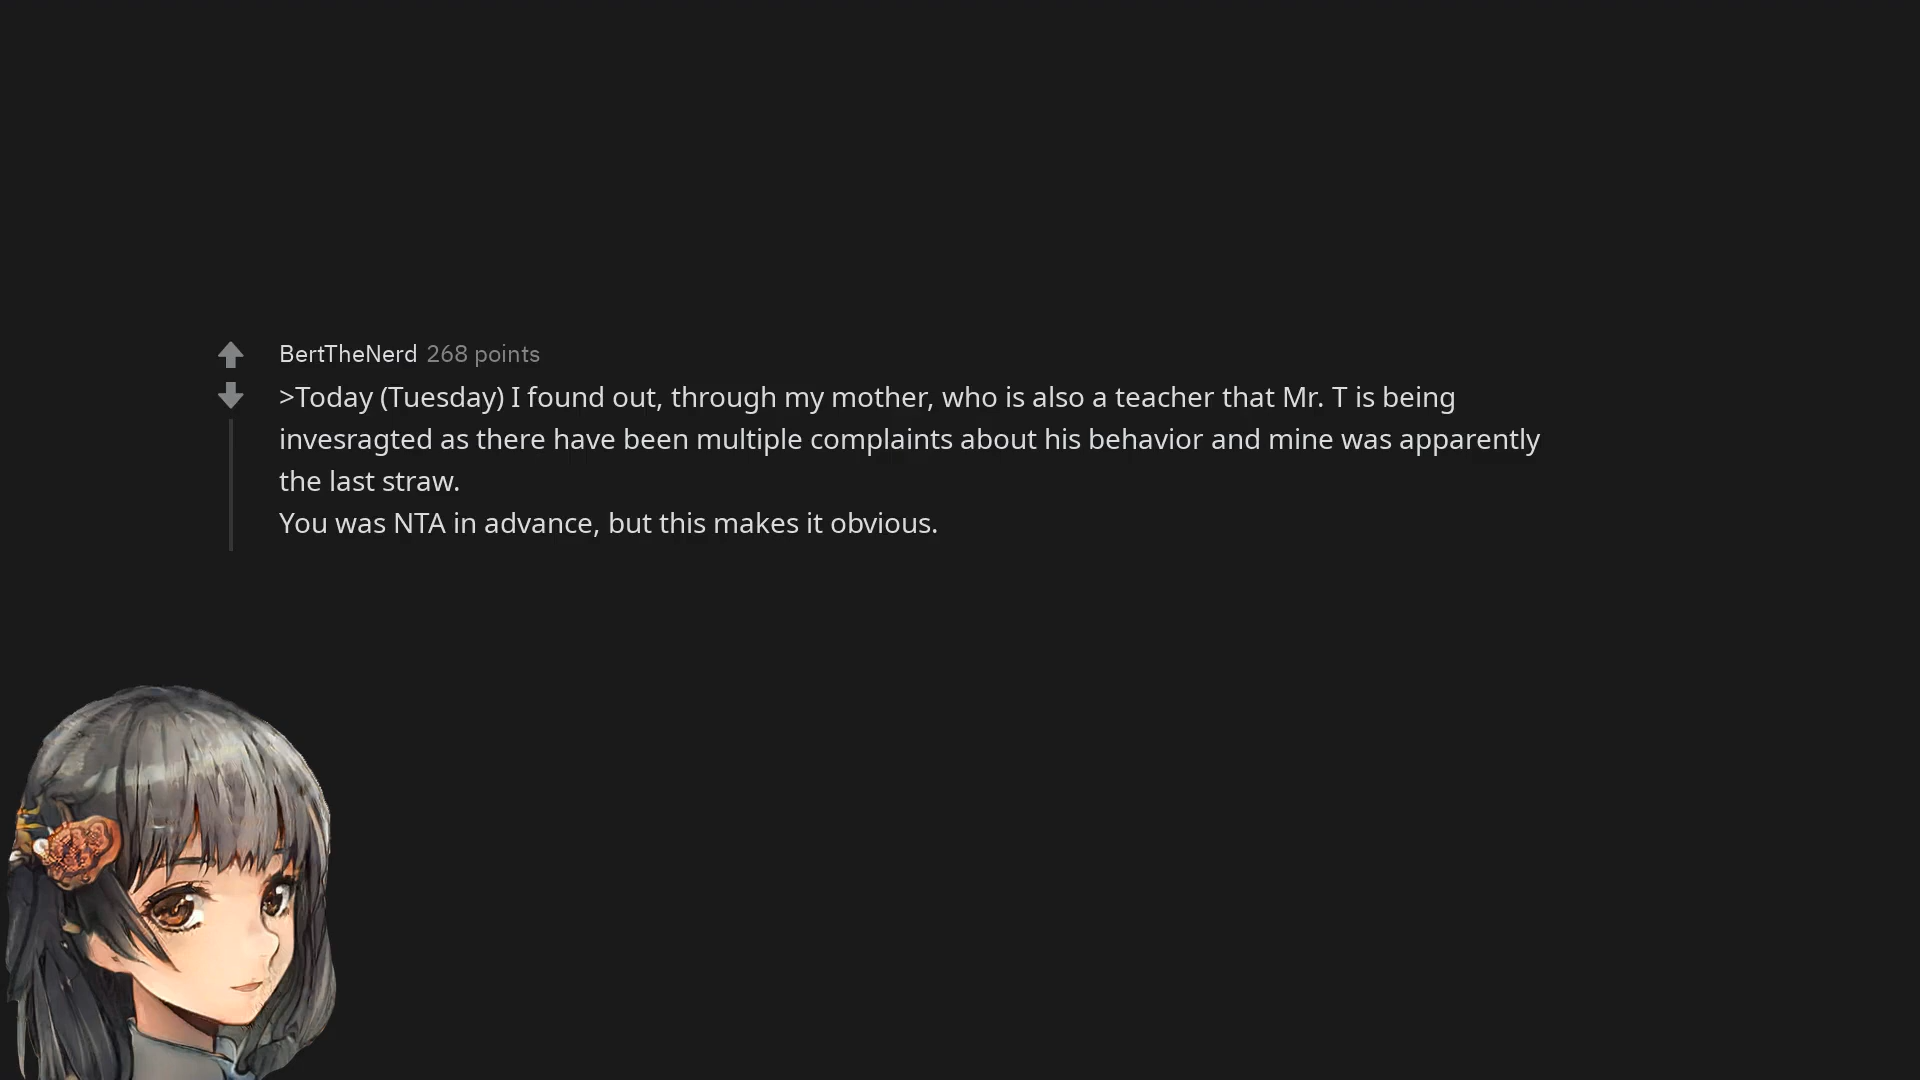 BertTheNerd 268 points
>Today (Tuesday) I found out, through my mother, who is also a teacher that Mr. T is being
invesragted as there have been multiple complaints about his behavior and mine was apparently
the last straw.
You was NTA in advance, but this makes it obvious.